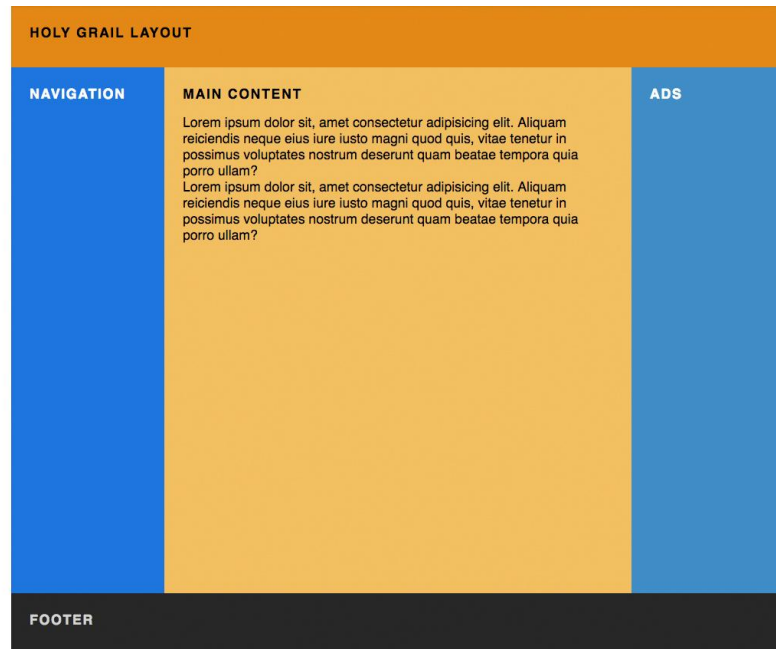 HOLY GRAIL LAYOUT
NAVIGATION
MAIN CONTENT
Lorem ipsum dolor sit, amet consectetur adipisicing elit. Aliquam
reiciendis neque eius iure iusto magni quod quis, vitae tenetur in
possimus voluptates nostrum deserunt quam beatae tempora quia
porro ullam?
Lorem ipsum dolor sit, amet consectetur adipisicing elit. Aliquam
reiciendis neque eius iure iusto magni quod quis, vitae tenetur in
possimus voluptates nostrum deserunt quam beatae tempora quia
porro ullam?
ADS
FOOTER